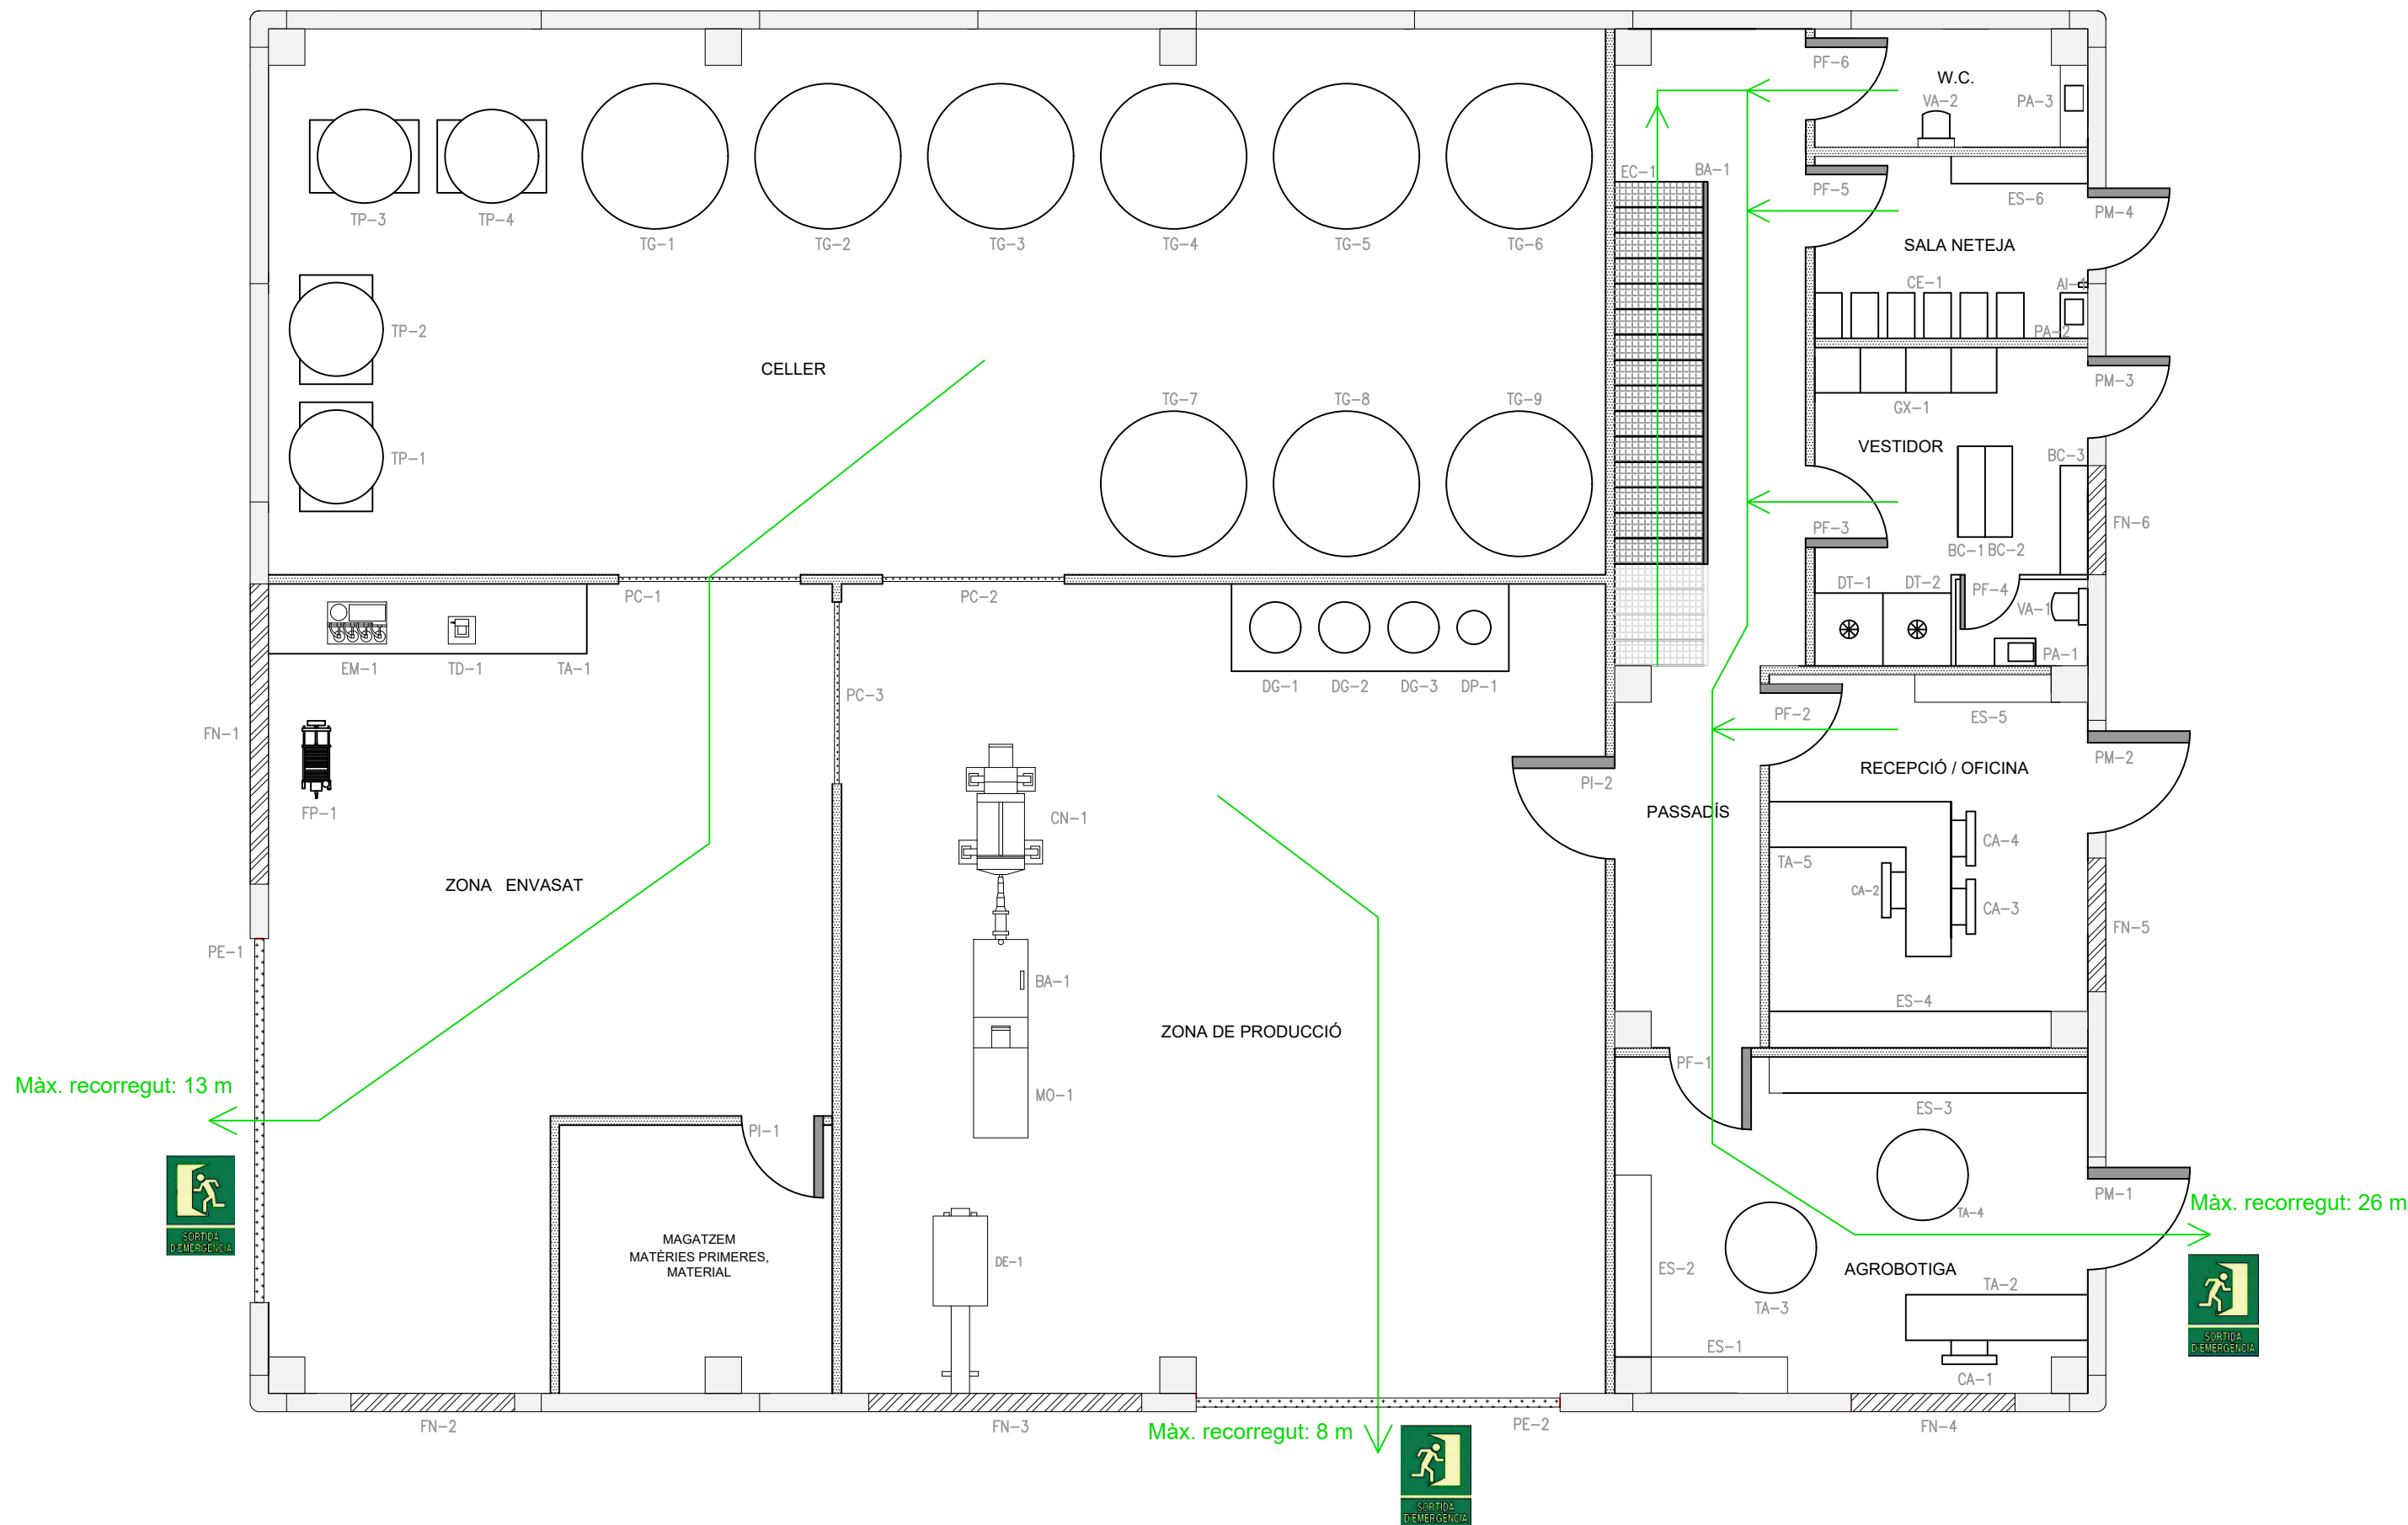 PF-6
W.C.
VA-2
PA-3
EC-1
BA-1
PF-5
ES-6
PM-4
TP-3
TP-4
TG-1
TG-2
TG-3
TG-4
TG-5
TG-6
SALA NETEJA
CE-1
AI-1
PA-2
TP-2
CELLER
PM-3
TG-7
TG-8
TG-9
GX-1
VESTIDOR
BC-3
TP-1
PF-3
FN-6
BC-1
BC-2
PC-1
PC-2
DT-1
DT-2
PF-4
VA-1
EM-1
TD-1
TA-1
PA-1
PC-3
DG-1
DG-2
DG-3
DP-1
PF-2
ES-5
FN-1
PM-2
RECEPCIÓ / OFICINA
PI-2
FP-1
CN-1
PASSADÍS
CA-4
TA-5
ZONA ENVASAT
CA-2
CA-3
FN-5
PE-1
BA-1
ES-4
ZONA DE PRODUCCIÓ
PF-1
Màx. recorregut: 13 m
MO-1
ES-3
PI-1
PM-1
Màx. recorregut: 26 m
TA-4
SORTIDA
D'EMERGÈNCIA
MAGATZEM
MATÈRIES PRIMERES,
MATERIAL
DE-1
ES-2
AGROBOTIGA
TA-2
TA-3
SORTIDA
D'EMERGÈNCIA
ES-1
CA-1
FN-2
FN-3
Màx. recorregut: 8 m
PE-2
FN-4
SORTIDA
D'EMERGÈNCIA